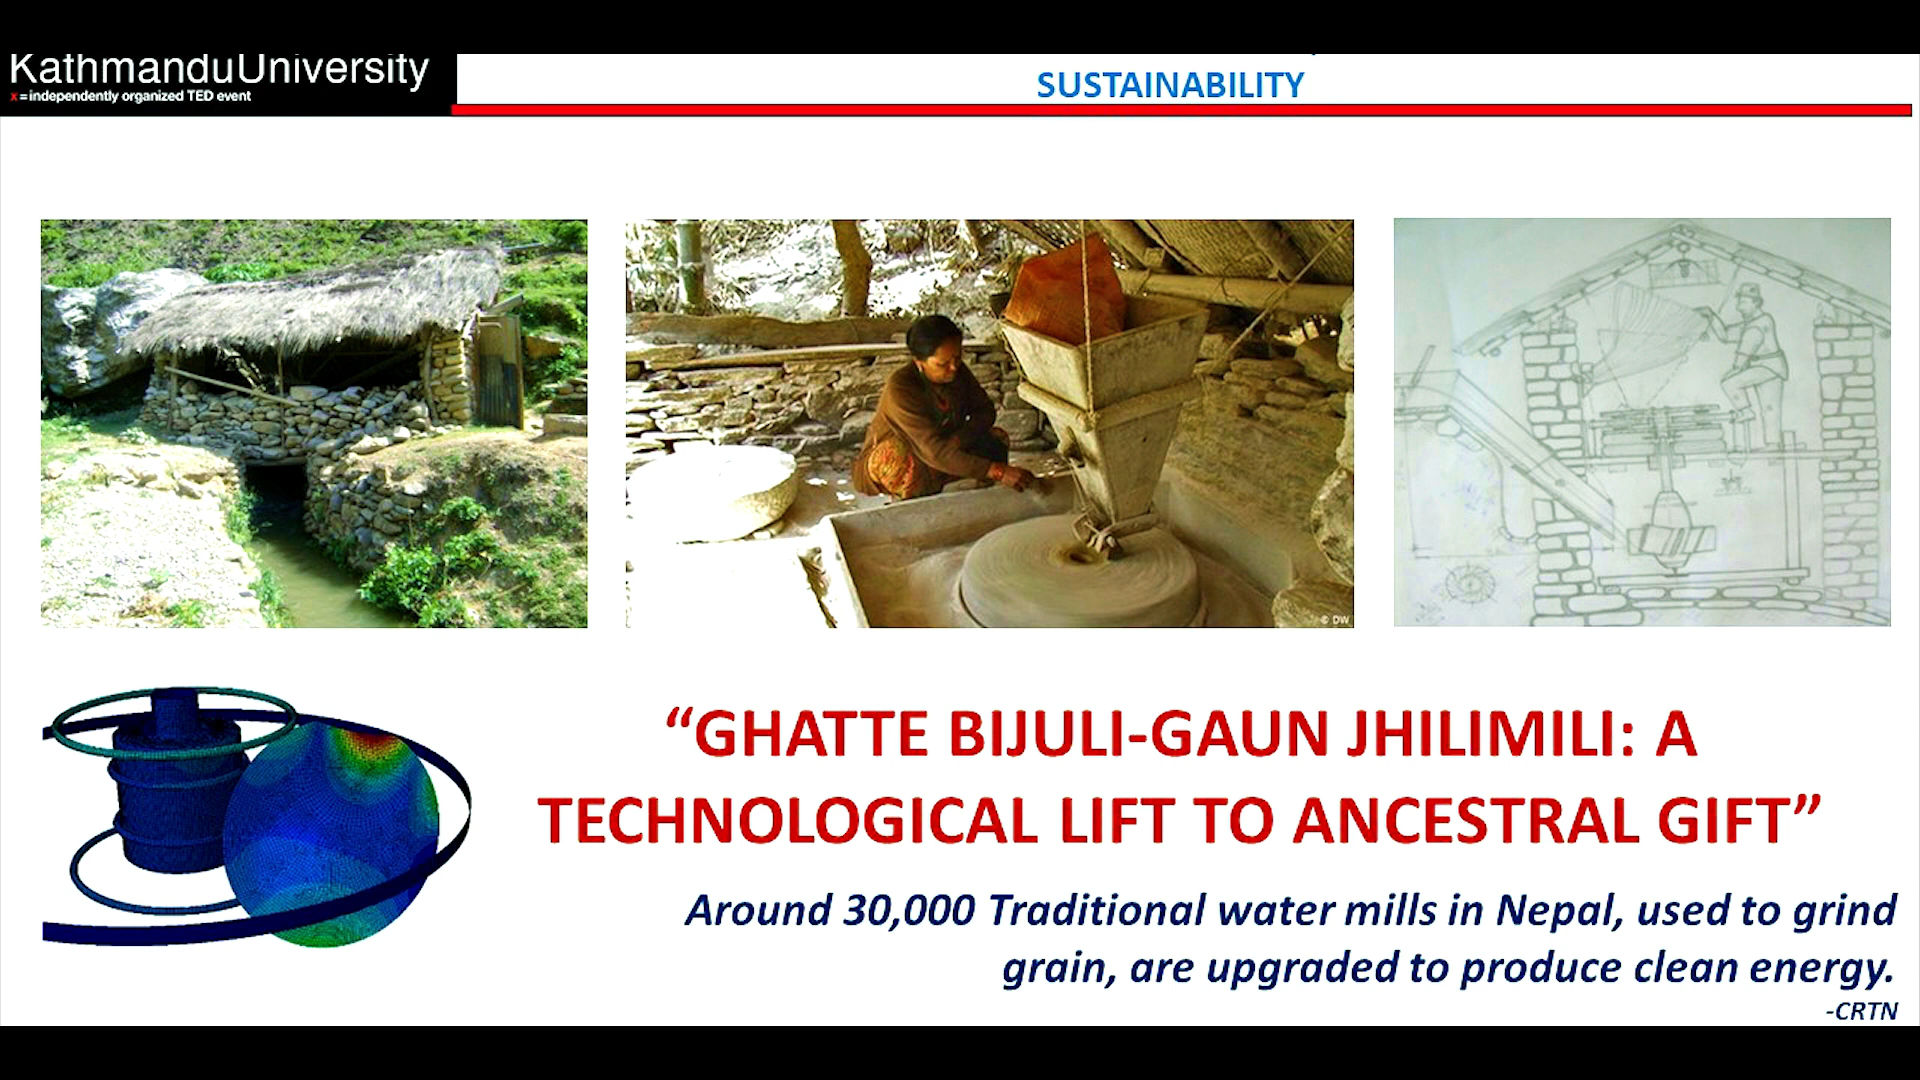 KathmanduUniversity
x=independently organized TED event
SUSTAINABILITY
© DW
“GHATTE BIJULI-GAUN JHILIMILI: A
TECHNOLOGICAL LIFT TO ANCESTRAL GIFT”
Around 30,000 Traditional water mills in Nepal, used to grind
grain, are upgraded to produce clean energy.
-CRTN